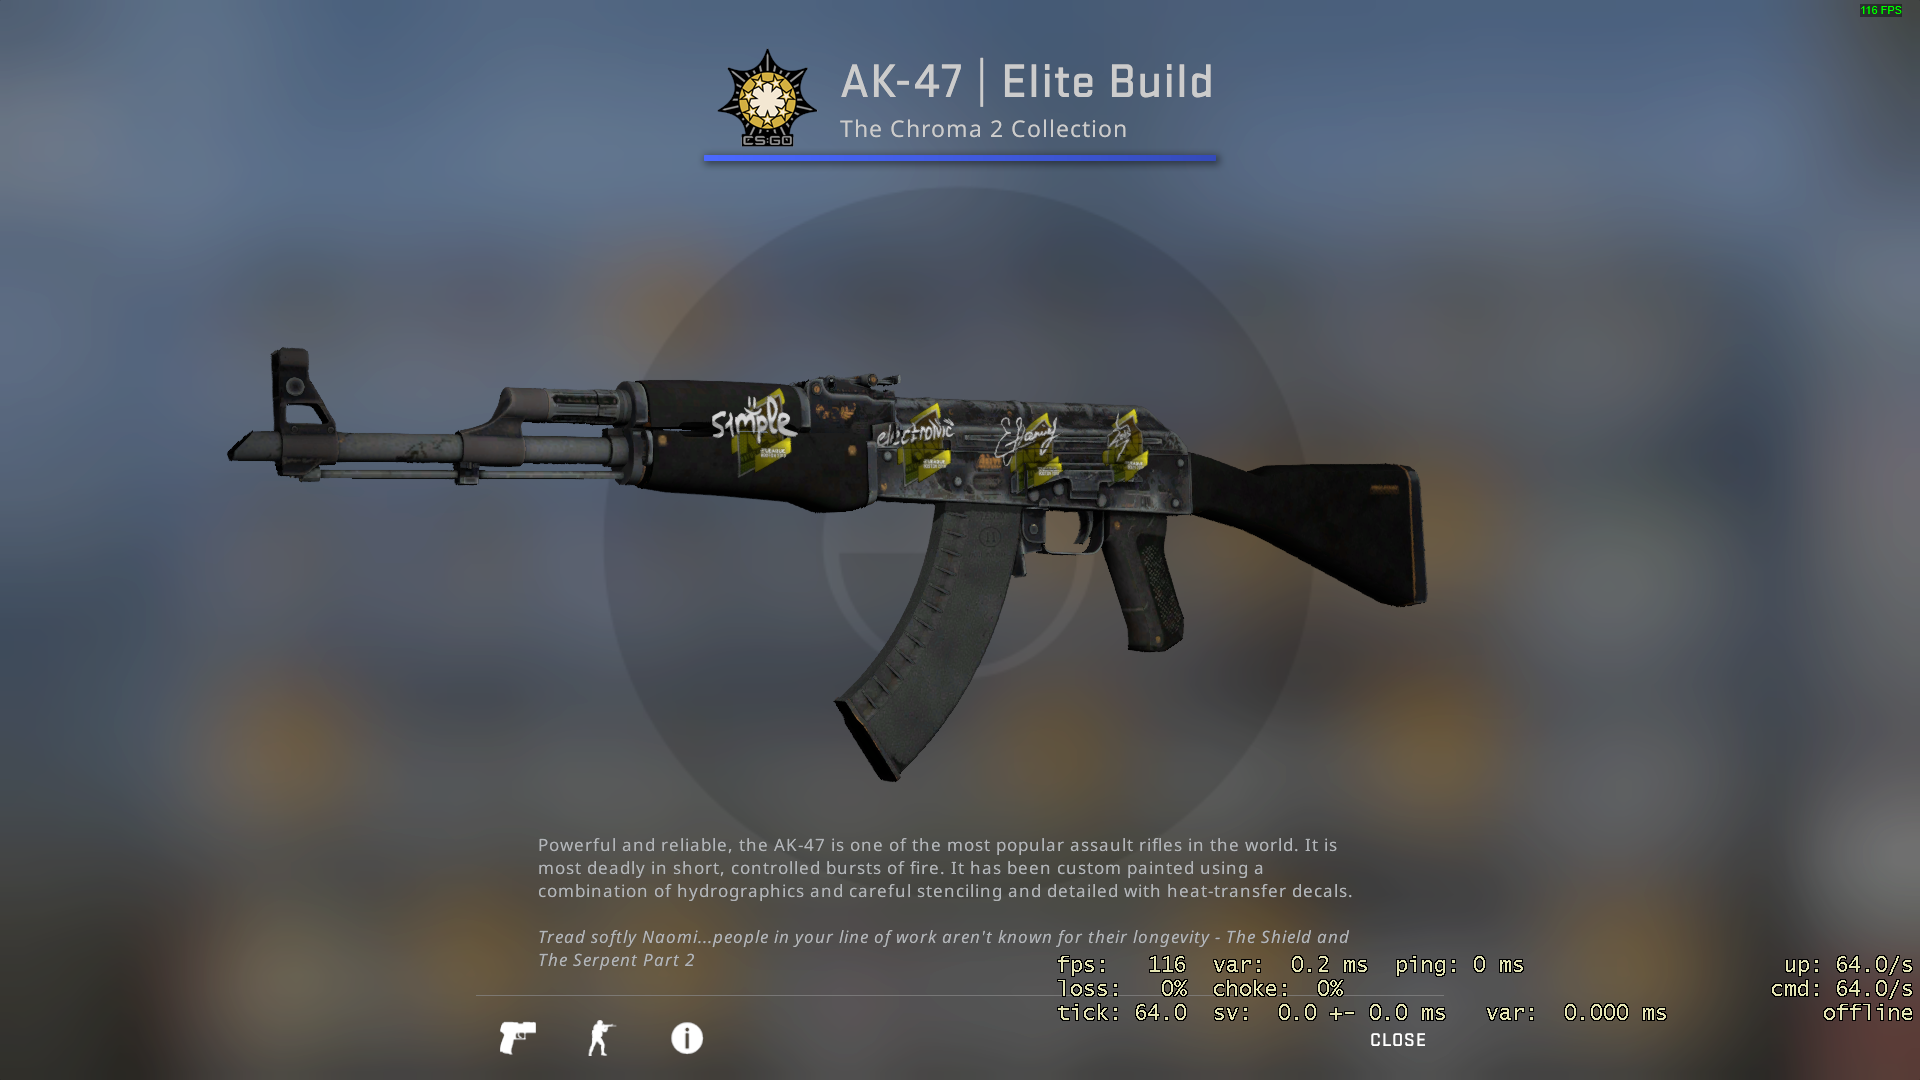 116 FPS
AK-47 | Elite Build
The Chroma 2 Collection
CS:GO
s1mple
electronic
flamie
Powerful and reliable, the AK-47 is one of the most popular assault rifles in the world. It is
most deadly in short, controlled bursts of fire. It has been custom painted using a
combination of hydrographics and careful stenciling and detailed with heat-transfer decals.
Tread softly Naomi...people in your line of work aren't known for their longevity - The Shield and
The Serpent Part 2
fps: 116 var: 0.2 ms ping: 0 ms up: 64.0/s
loss: 0% choke: 0% cmd: 64.0/s
tick: 64.0 sv: 0.0 +- 0.0 ms var: 0.000 ms offline
CLOSE